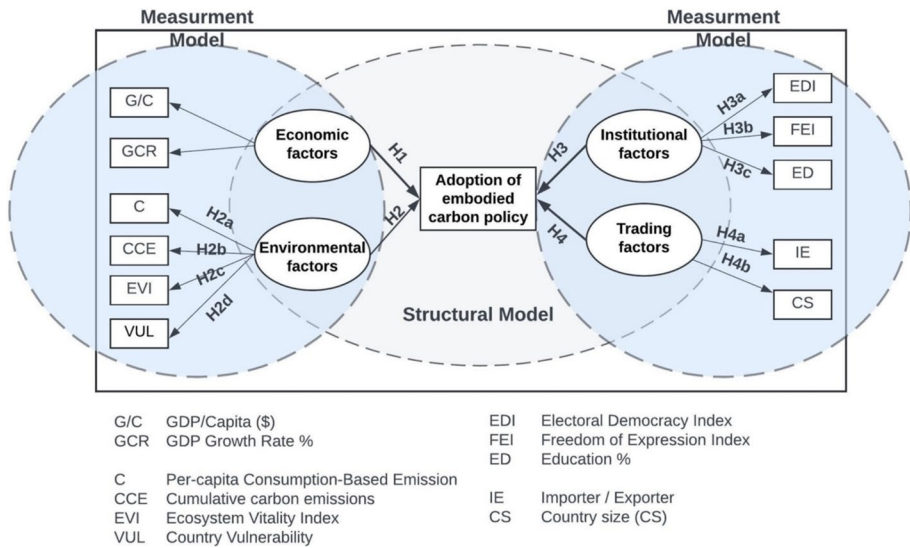 Measurment
Model
Measurment
Model
G/C
GCR
C
CCE
EVI
VUL
Economic
factors
Environmental
factors
H1
H2
H2a
H2b
H2c
H2d
Adoption of
embodied
carbon policy
Structural Model
Institutional
factors
Trading
factors
H3
H4
H3a
H3b
H3c
H4a
H4b
EDI
FEI
ED
IE
CS
G/C GDP/Capita ($)
GCR GDP Growth Rate %
C Per-capita Consumption-Based Emission
CCE Cumulative carbon emissions
EVI Ecosystem Vitality Index
VUL Country Vulnerability
EDI Electoral Democracy Index
FEI Freedom of Expression Index
ED Education %
IE Importer / Exporter
CS Country size (CS)